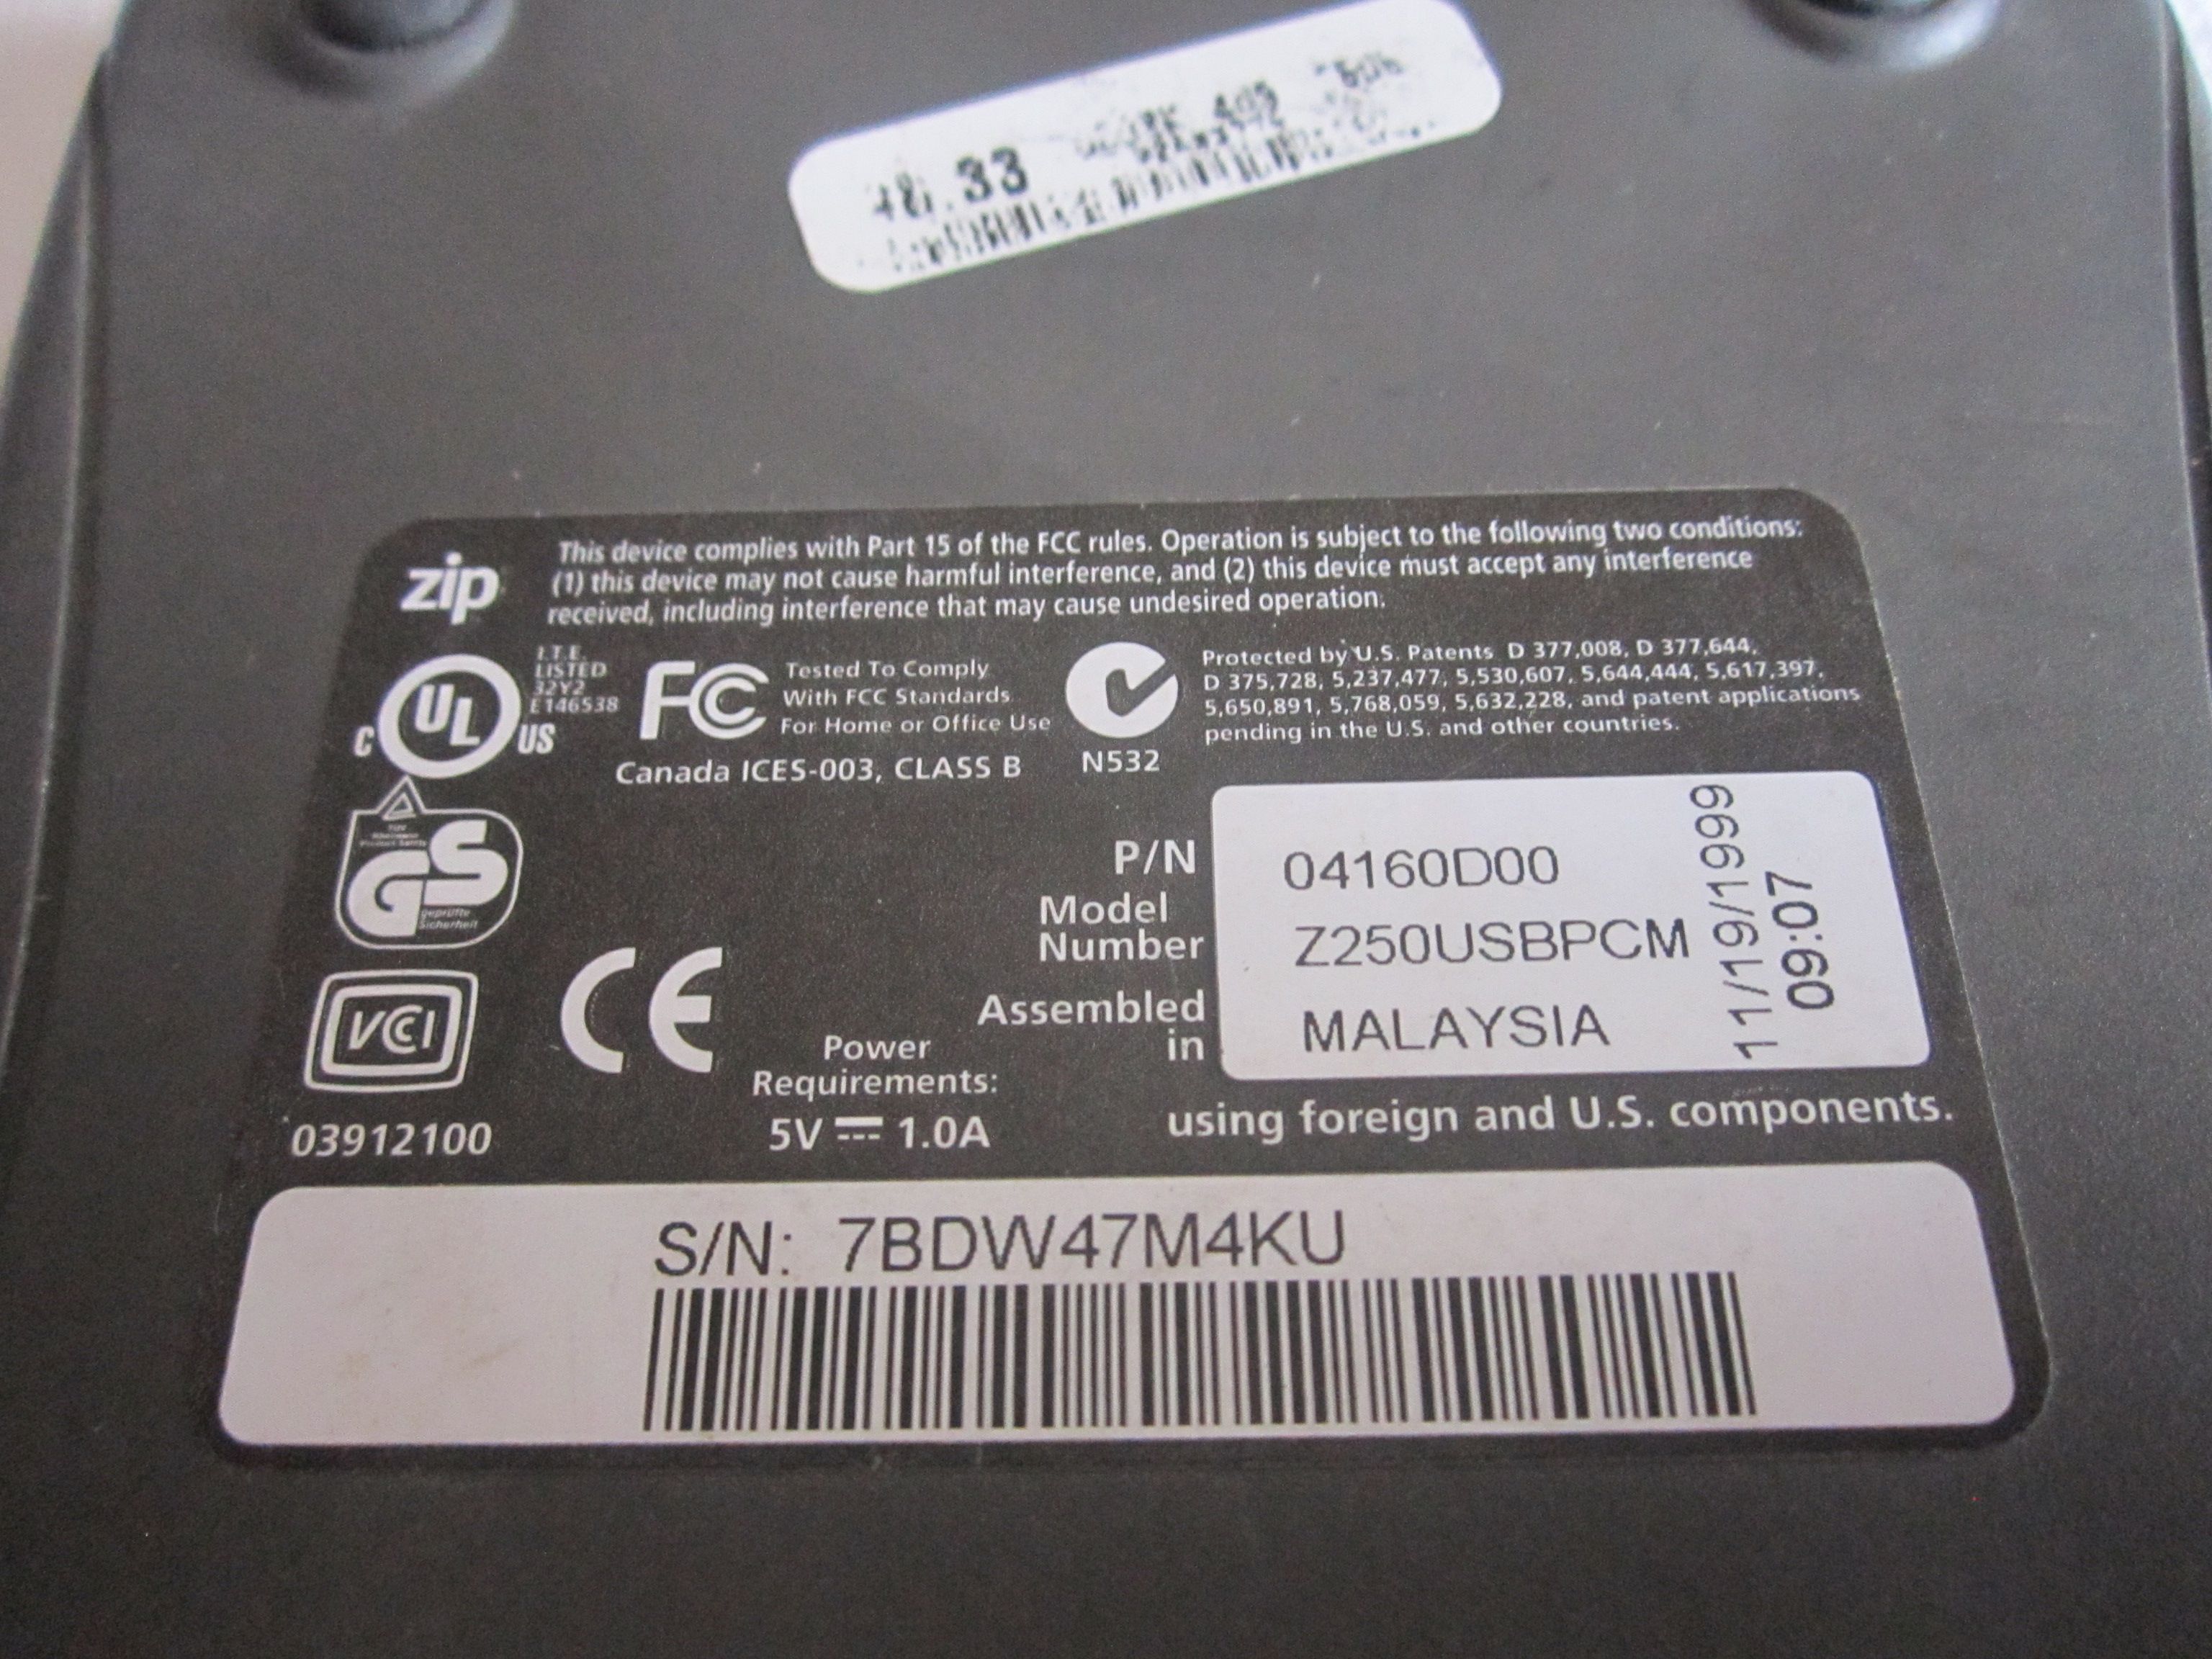 .33
zip
This device complies with Part 15 of the FCC rules. Operation is subject to the following two conditions:
(1) this device may not cause harmful interference, and (2) this device must accept any interference
received, including interference that may cause undesired operation.
I.T.E.
LISTED
32Y2
E146538
C UL US
FC
Tested To Comply
With FCC Standards
For Home or Office Use
Canada ICES-003, CLASS B
N532
Protected by U.S. Patents D 377,008, D 377,644,
D 375,728, 5,237,477, 5,530,607, 5,644,444, 5,617,397,
5,650,891, 5,768,059, 5,632,228, and patent applications
pending in the U.S. and other countries.
GS
geprüfte
Sicherheit
VCI
03912100
CE
Power
Requirements:
5V 1.0A
P/N 04160D00
Model
Number Z250USBPCM
Assembled
in MALAYSIA
11/19/1999
09:07
using foreign and U.S. components.
S/N: 7BDW47M4KU